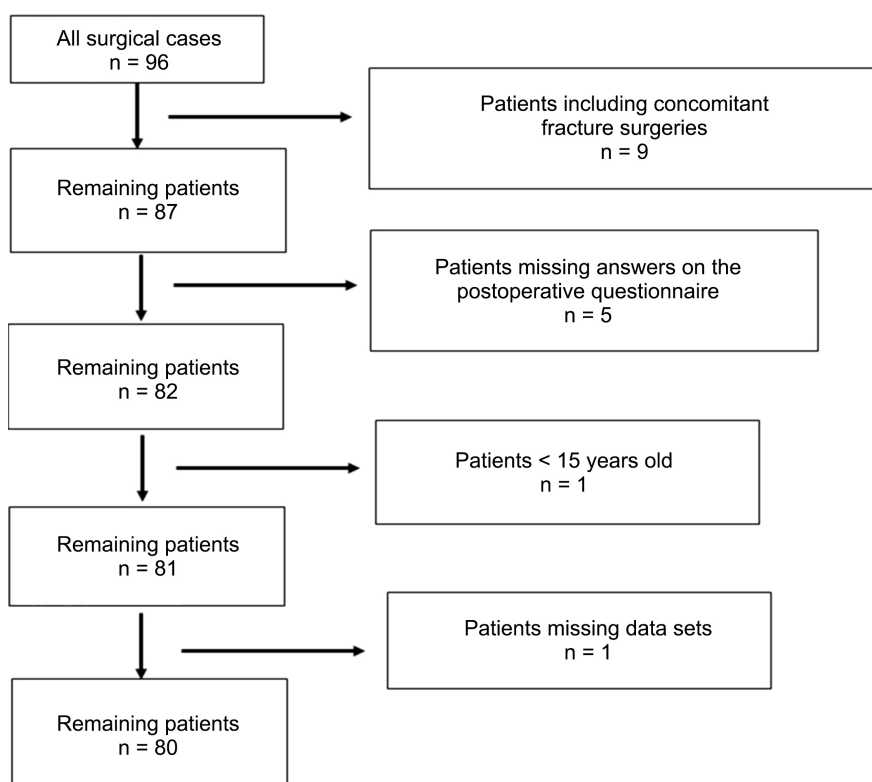 All surgical cases
n = 96
Patients including concomitant
fracture surgeries
n = 9
Remaining patients
n = 87
Patients missing answers on the
postoperative questionnaire
n = 5
Remaining patients
n = 82
Patients < 15 years old
n = 1
Remaining patients
n = 81
Patients missing data sets
n = 1
Remaining patients
n = 80